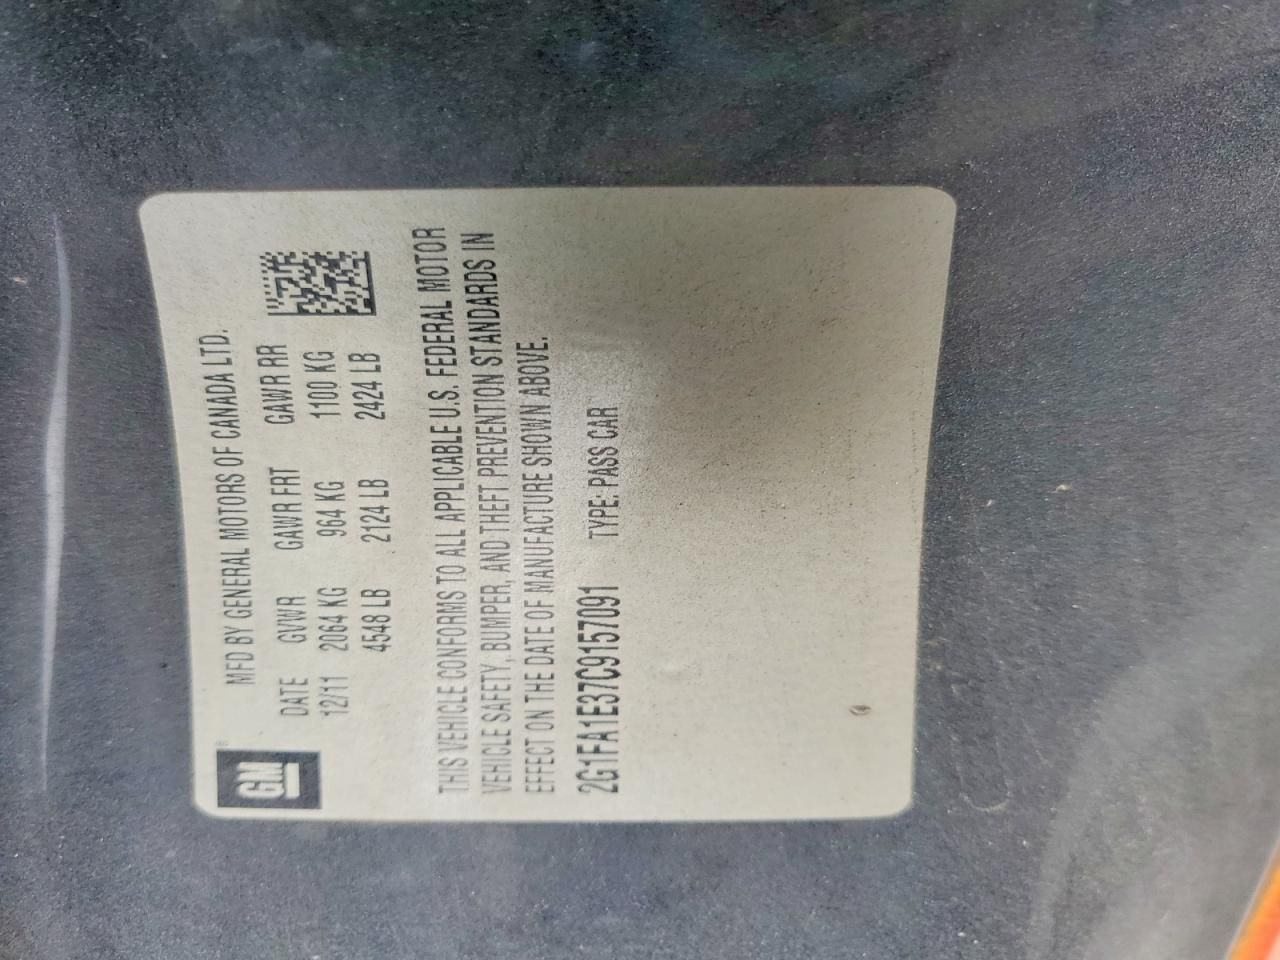 GM®
MFD BY GENERAL MOTORS OF CANADA LTD.
DATE GVWR GAWR FRT GAWR RR
12/11 2064 KG 964 KG 1100 KG
4548 LB 2124 LB 2424 LB
THIS VEHICLE CONFORMS TO ALL APPLICABLE U.S. FEDERAL MOTOR
VEHICLE SAFETY, BUMPER, AND THEFT PREVENTION STANDARDS IN
EFFECT ON THE DATE OF MANUFACTURE SHOWN ABOVE.
2G1FA1E37C9157091 TYPE: PASS CAR